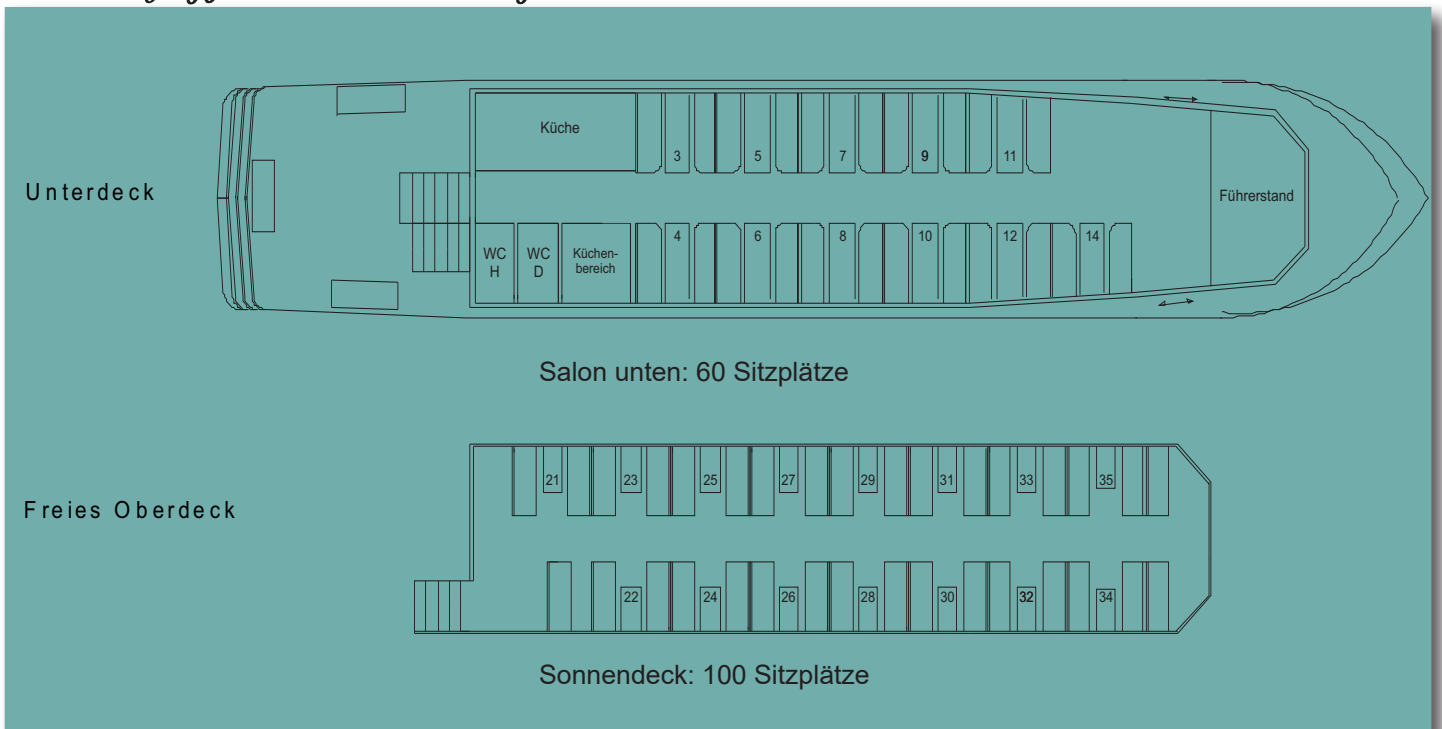 Küche
3 5 7 9 11
Unterdeck
Führerstand
4 6 8 10 12 14
WC H
WC D
Küchen-
bereich
Salon unten: 60 Sitzplätze
21 23 25 27 29 31 33 35
Freies Oberdeck
22 24 26 28 30 32 34
Sonnendeck: 100 Sitzplätze